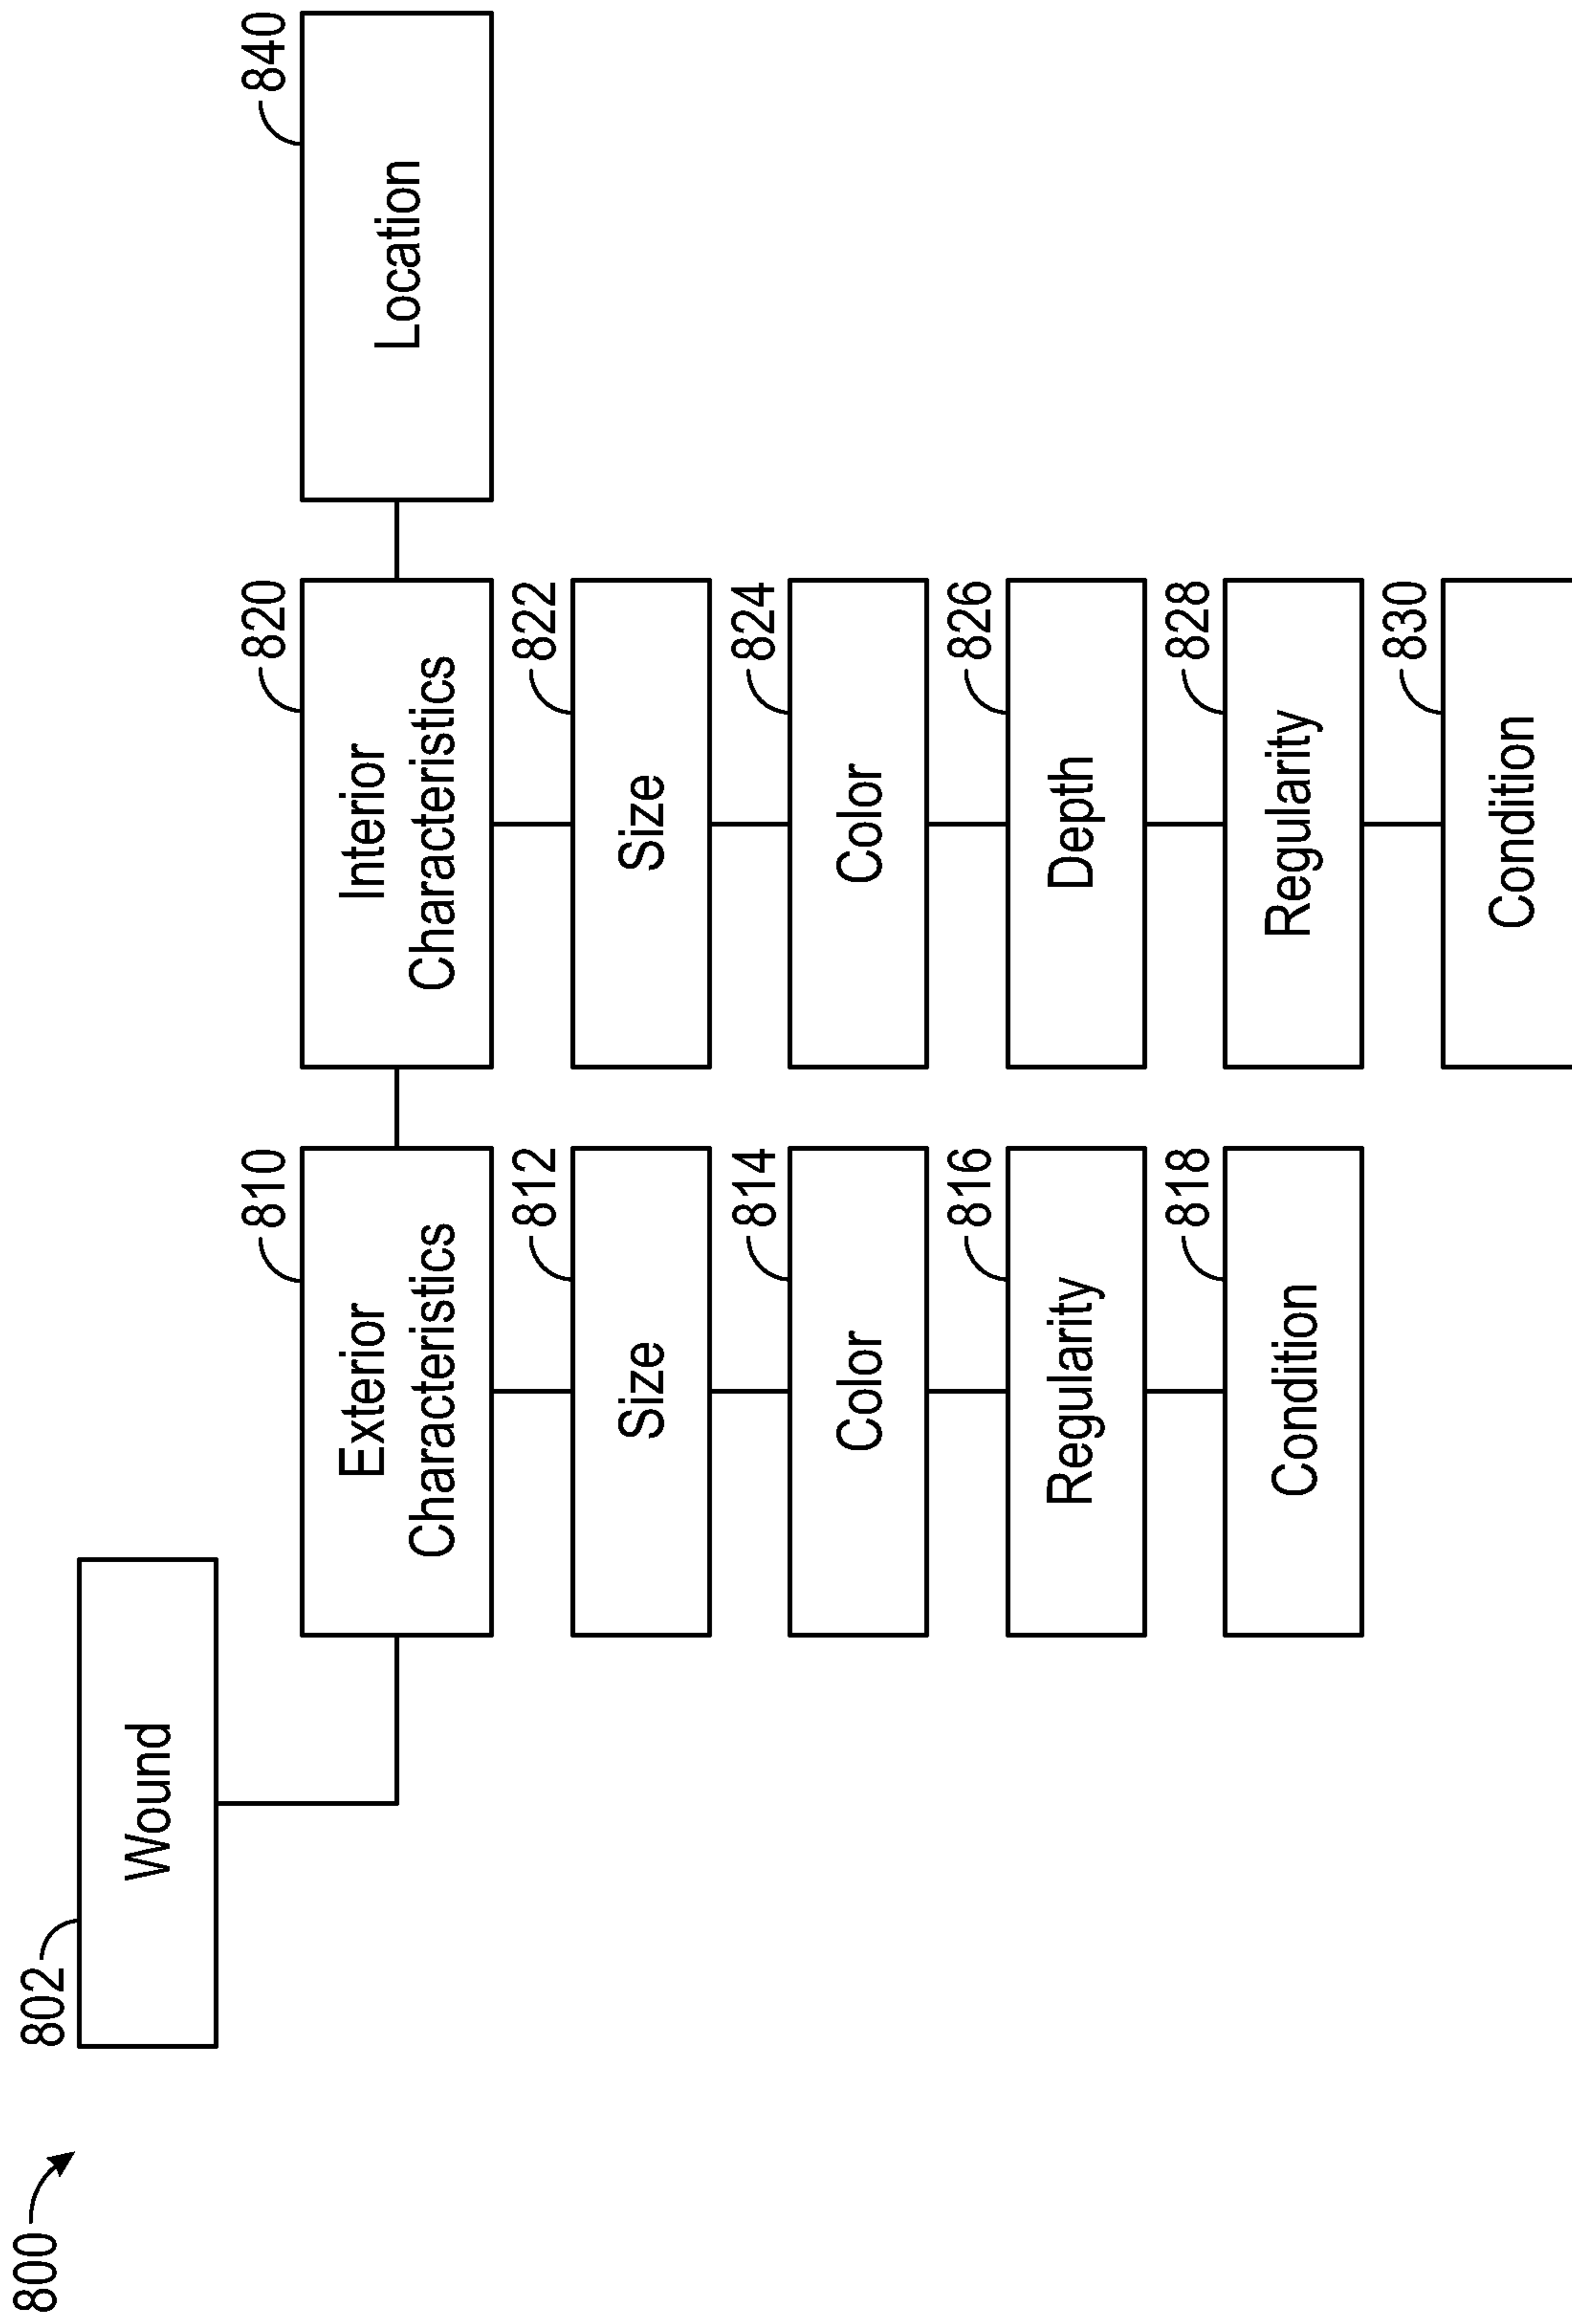 800
802
Wound
810
Exterior
Characteristics
812
Size
814
Color
816
Regularity
818
Condition
820
Interior
Characteristics
822
Size
824
Color
826
Depth
828
Regularity
830
Condition
840
Location